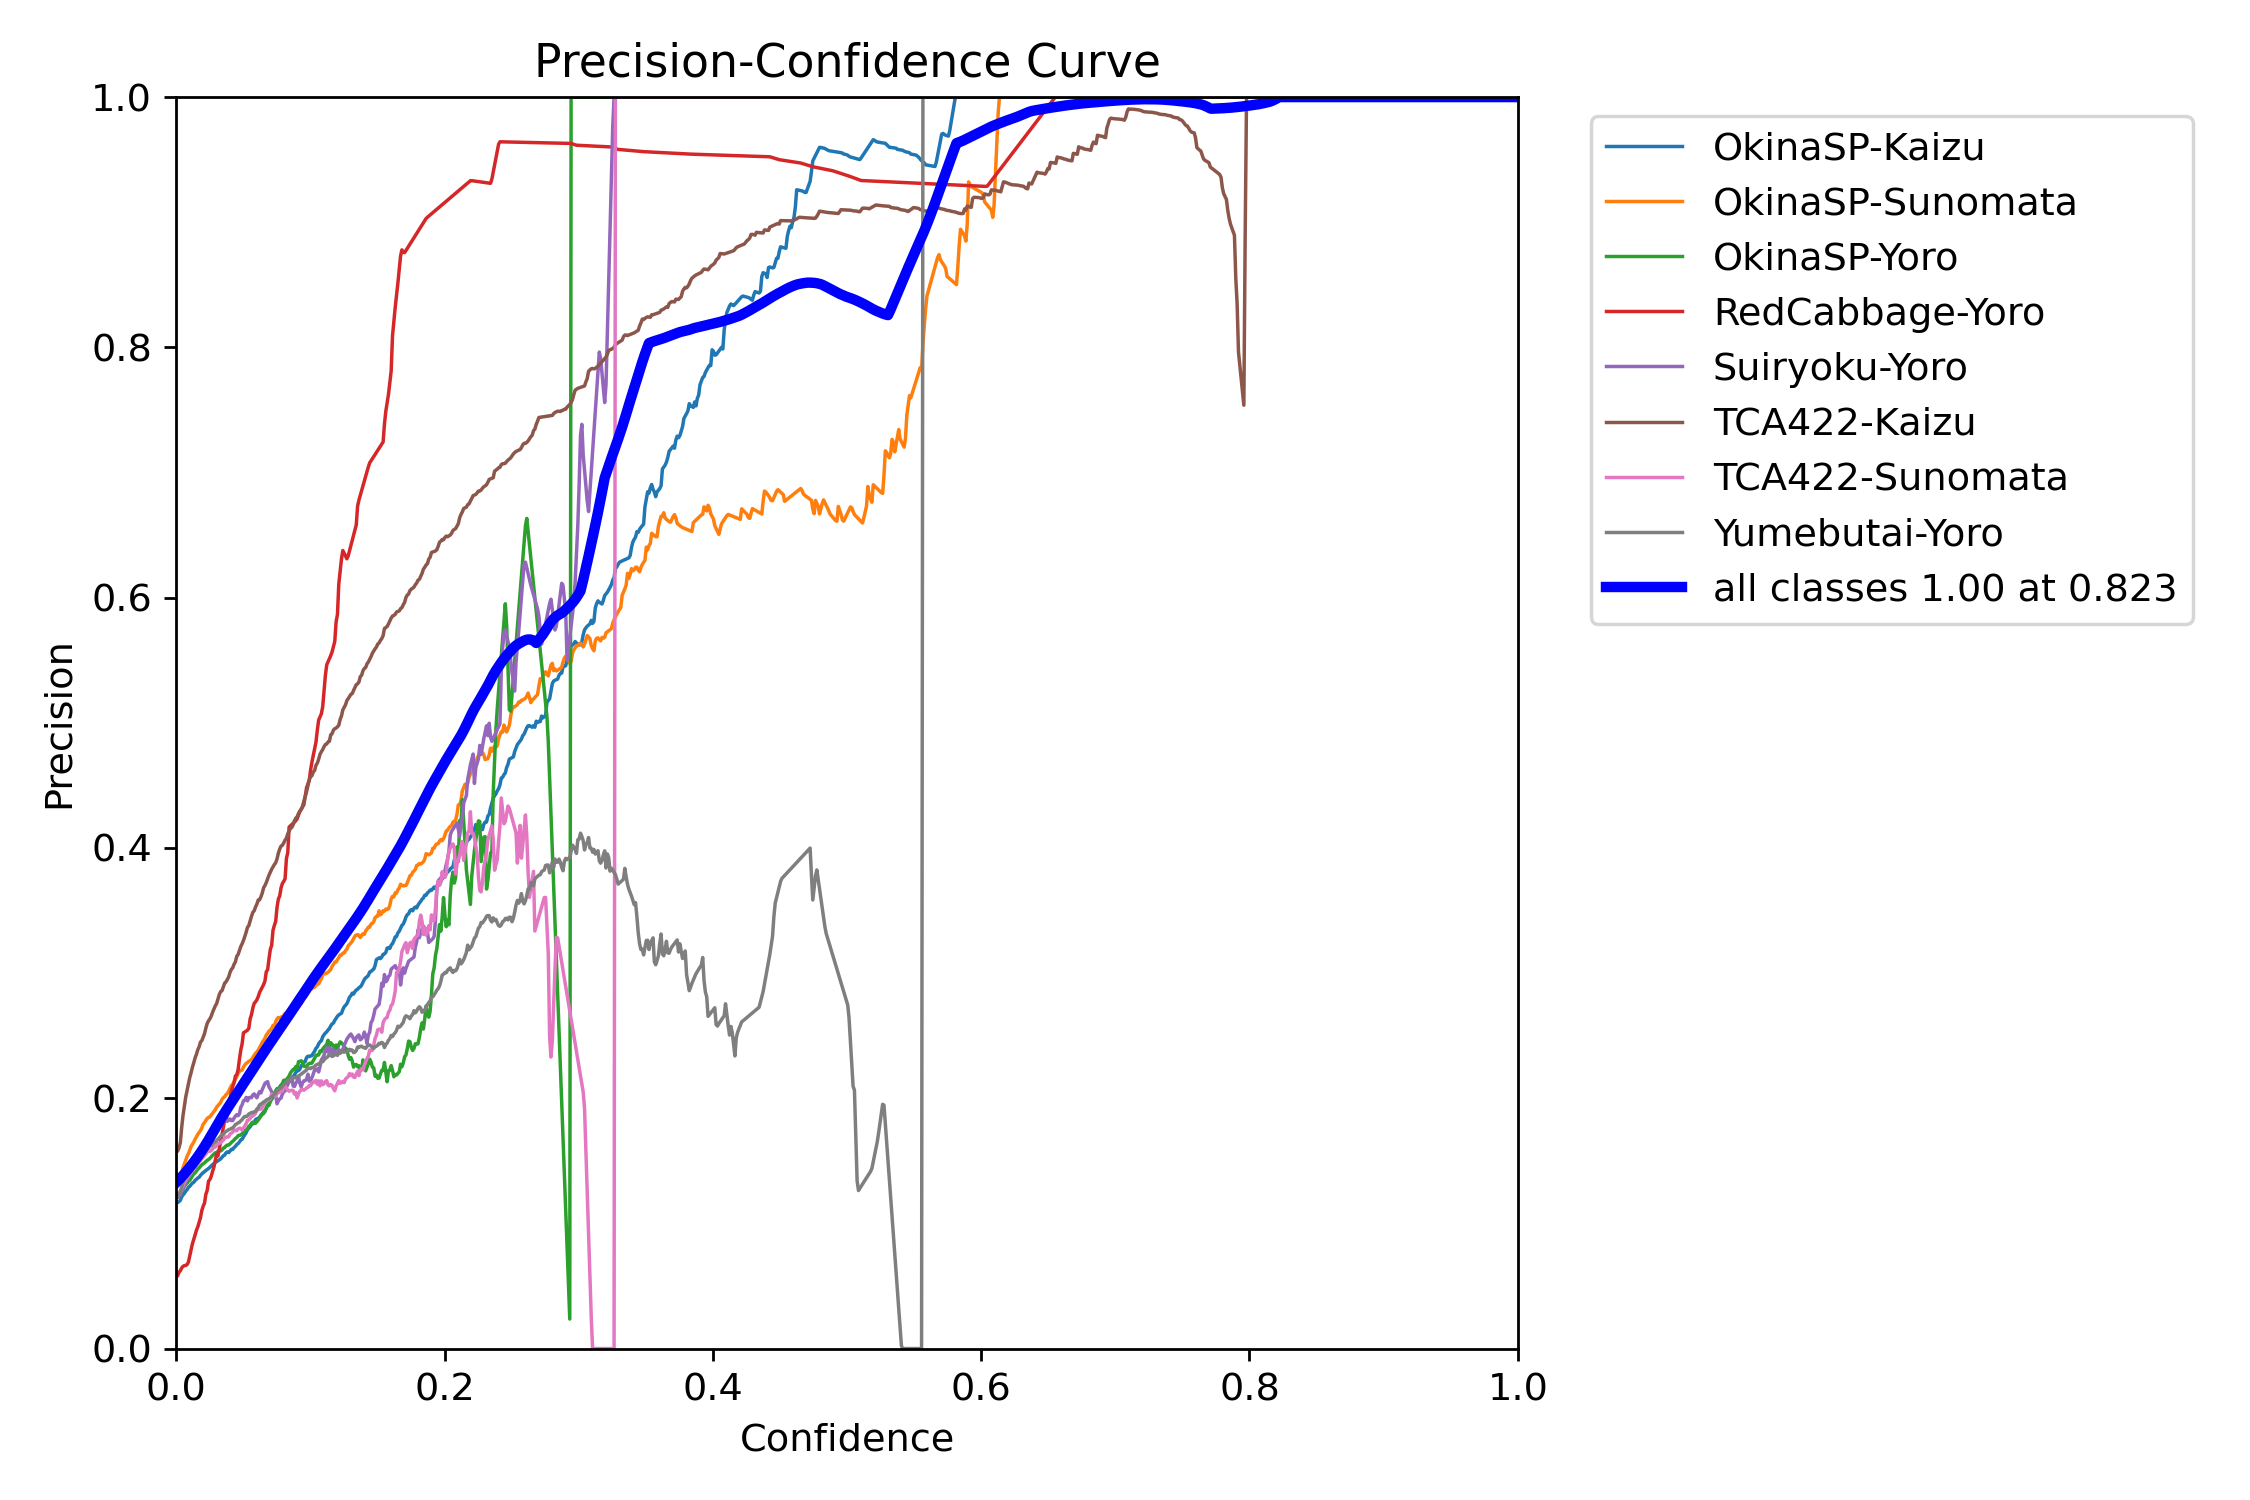 Precision-Confidence Curve
1.0
0.8
0.6
0.4
0.2
0.0
Precision
0.0 0.2 0.4 0.6 0.8 1.0
Confidence
OkinaSP-Kaizu
OkinaSP-Sunomata
OkinaSP-Yoro
RedCabbage-Yoro
Suiryoku-Yoro
TCA422-Kaizu
TCA422-Sunomata
Yumebutai-Yoro
all classes 1.00 at 0.823